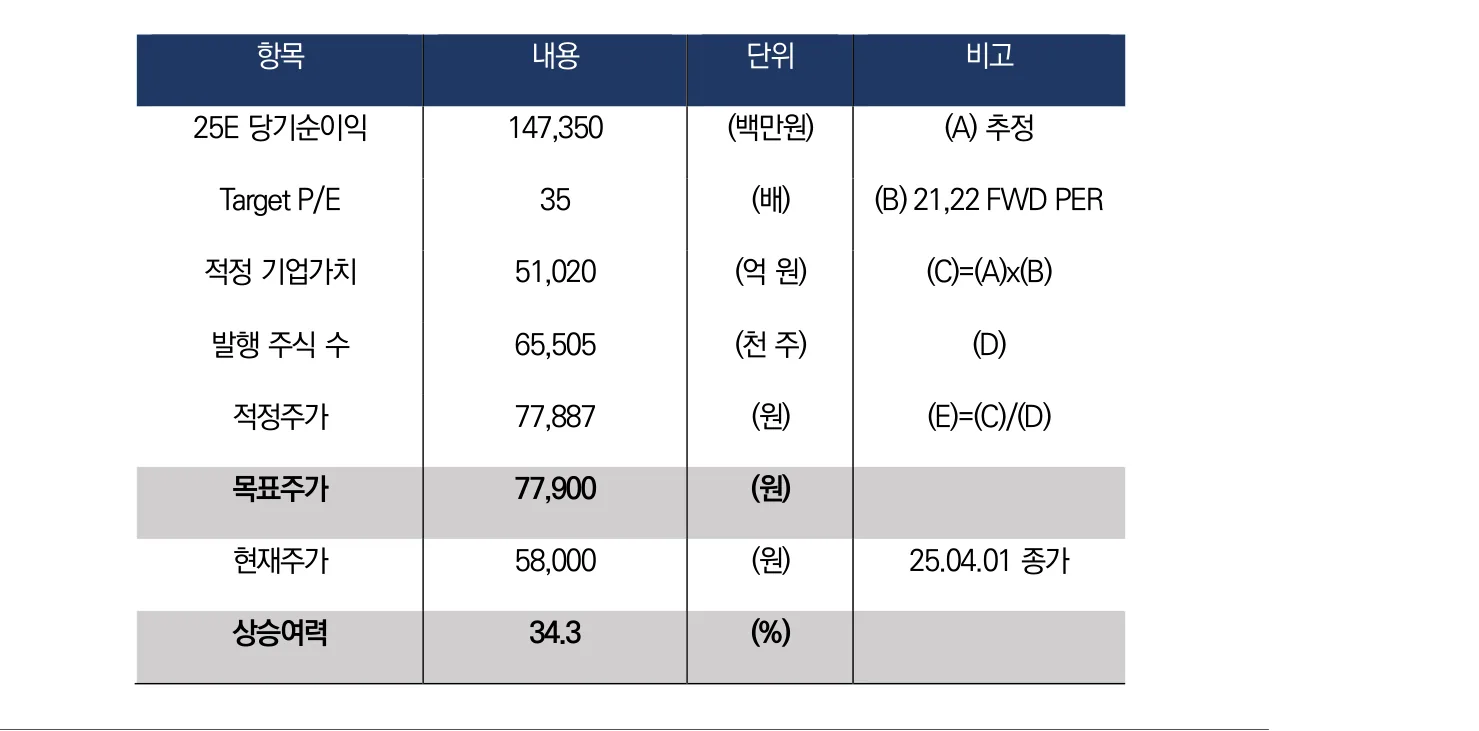 항목 내용 단위 비고
25E 당기순이익 147,350 (백만원) (A) 추정
Target P/E 35 (배) (B) 21,22 FWD PER
적정 기업가치 51,020 (억 원) (C)=(A)x(B)
발행 주식 수 65,505 (천 주) (D)
적정주가 77,887 (원) (E)=(C)/(D)
목표주가 77,900 (원)
현재주가 58,000 (원) 25.04.01 종가
상승여력 34.3 (%)